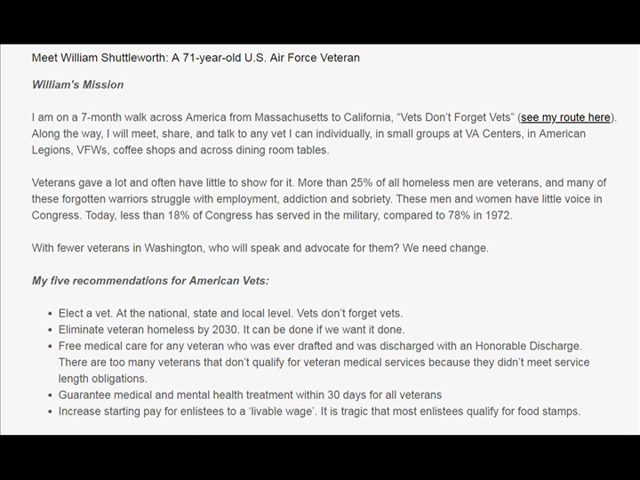 Meet William Shuttleworth: A 71-year-old U.S. Air Force Veteran
William's Mission
I am on a 7-month walk across America from Massachusetts to California, "Vets Don't Forget Vets" (see my route here).
Along the way, I will meet, share, and talk to any vet I can individually, in small groups at VA Centers, in American
Legions, VFWs, coffee shops and across dining room tables.
Veterans gave a lot and often have little to show for it. More than 25% of all homeless men are veterans, and many of
these forgotten warriors struggle with employment, addiction and sobriety. These men and women have little voice in
Congress. Today, less than 18% of Congress has served in the military, compared to 78% in 1972.
With fewer veterans in Washington, who will speak and advocate for them? We need change.
My five recommendations for American Vets:
• Elect a vet. At the national, state and local level. Vets don't forget vets.
• Eliminate veteran homeless by 2030. It can be done if we want it done.
• Free medical care for any veteran who was ever drafted and was discharged with an Honorable Discharge.
There are too many veterans that don't qualify for veteran medical services because they didn't meet service
length obligations.
• Guarantee medical and mental health treatment within 30 days for all veterans
• Increase starting pay for enlistees to a 'livable wage'. It is tragic that most enlistees qualify for food stamps.